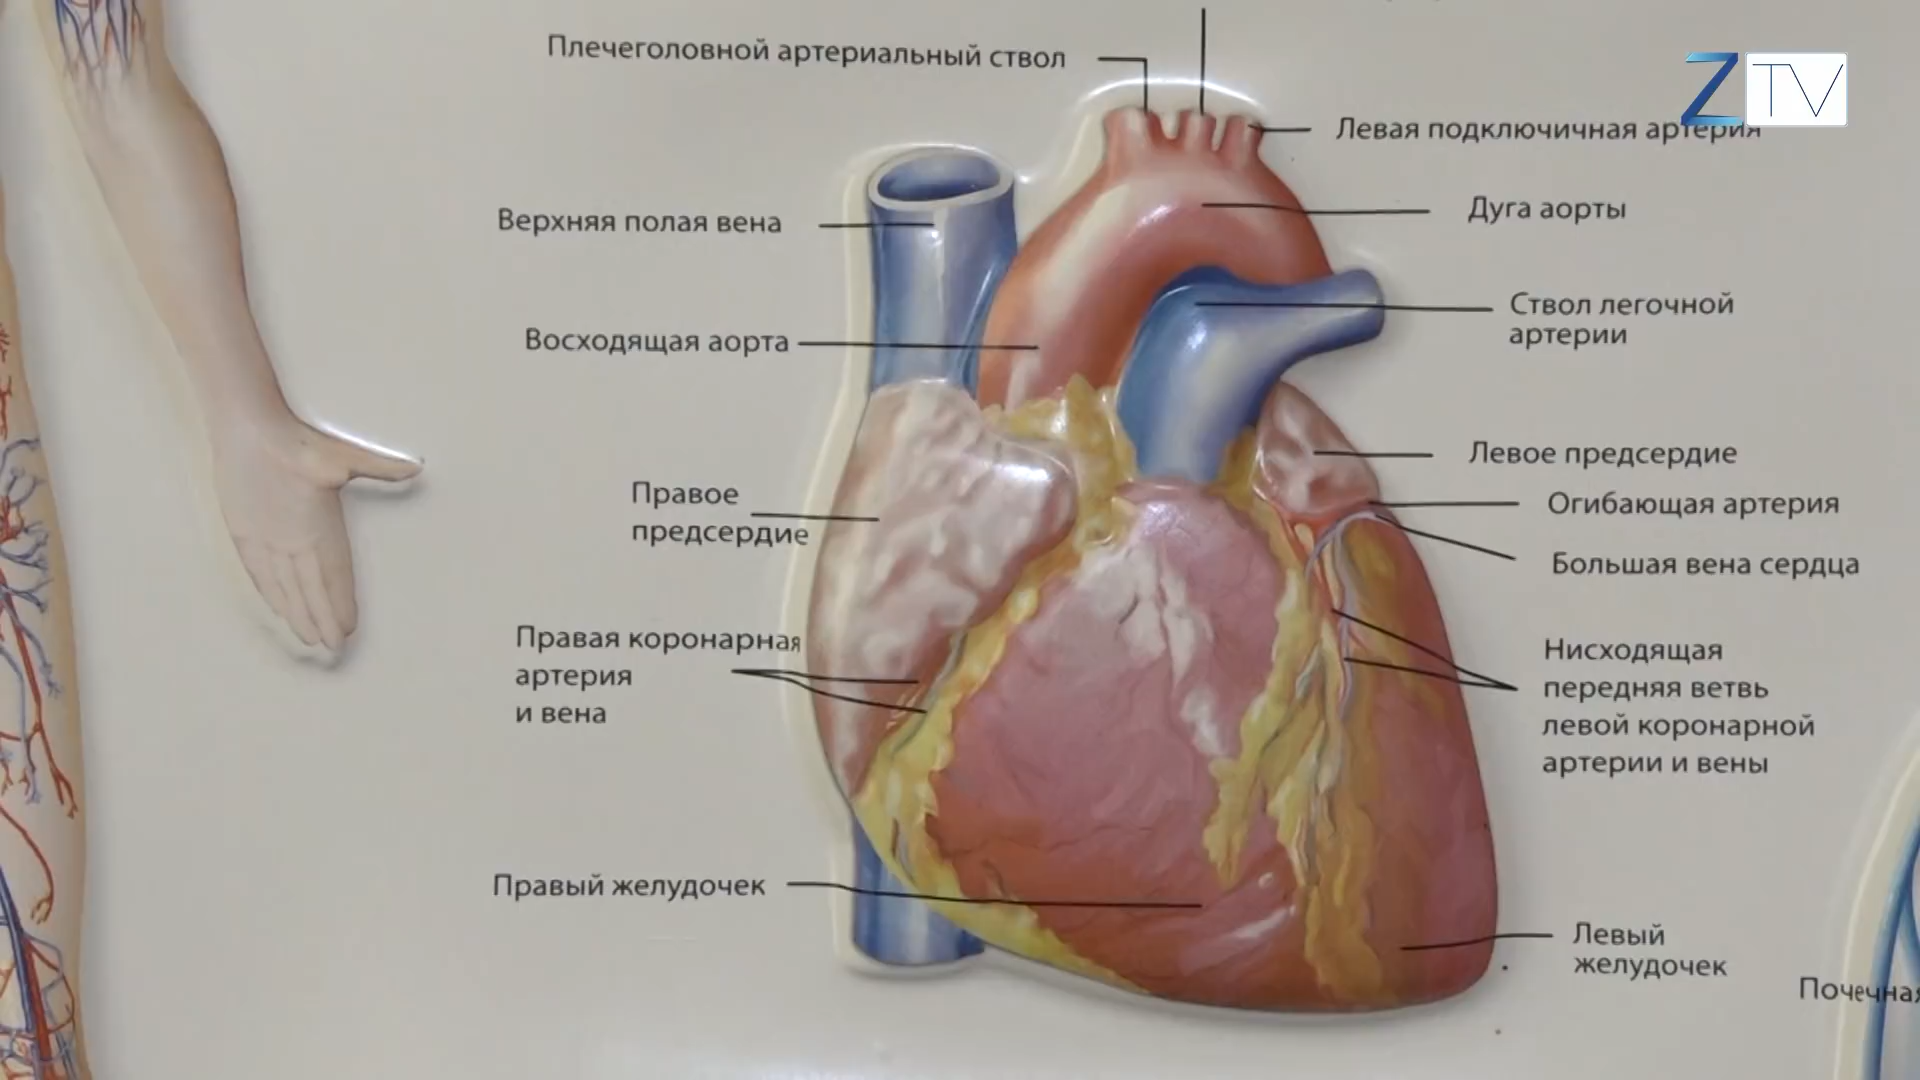 Плечеголовной артериальный ствол
ZTV
Левая подключичная артерия
Верхняя полая вена
Дуга аорты
Восходящая аорта
Ствол легочной
артерии
Левое предсердие
Правое
предсердие
Огибающая артерия
Большая вена сердца
Правая коронарная
артерия
и вена
Нисходящая
передняя ветвь
левой коронарной
артерии и вены
Правый желудочек
Левый
желудочек